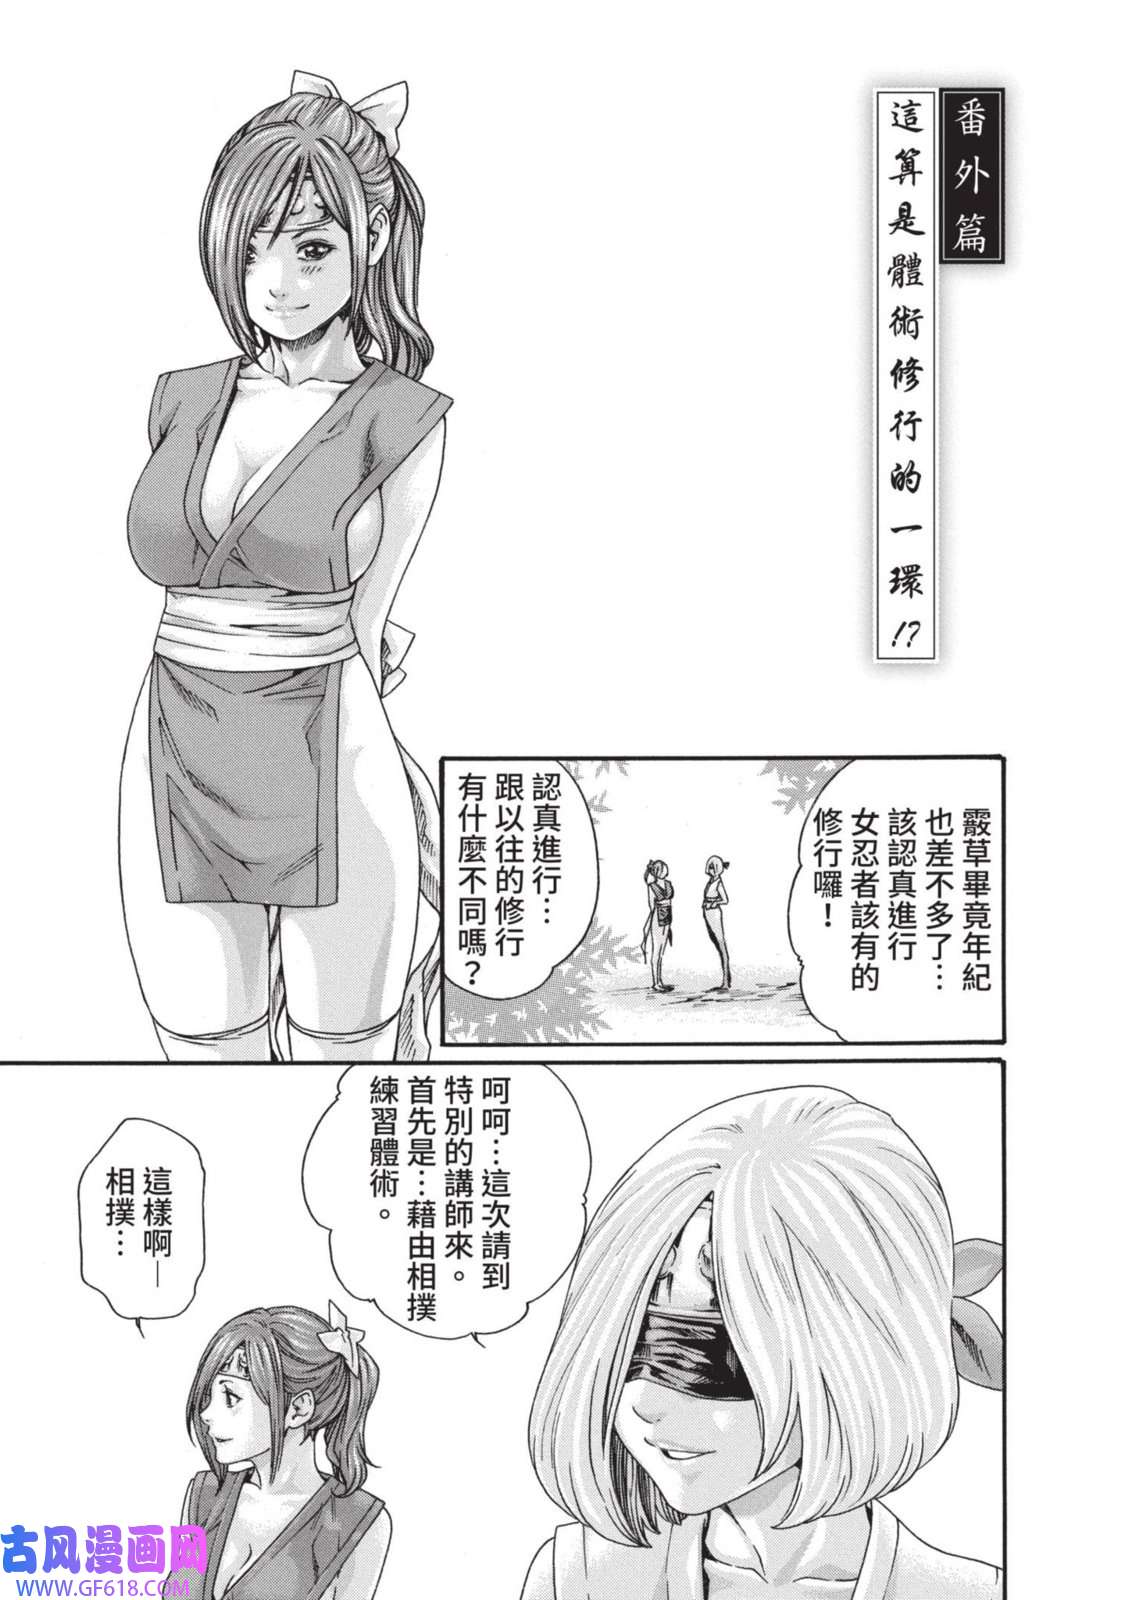 番外篇
這算是體術修行的一環!?
霞草畢竟年紀
也差不多了…
該認真進行
女忍者該有的
修行囉！
認真進行…
跟以往的修行
有什麼不同嗎？
呵呵…這次請到
特別的講師來。
首先是…藉由相撲
練習體術。
這樣啊—
相撲…
古风漫画网
WWW.GF618.COM